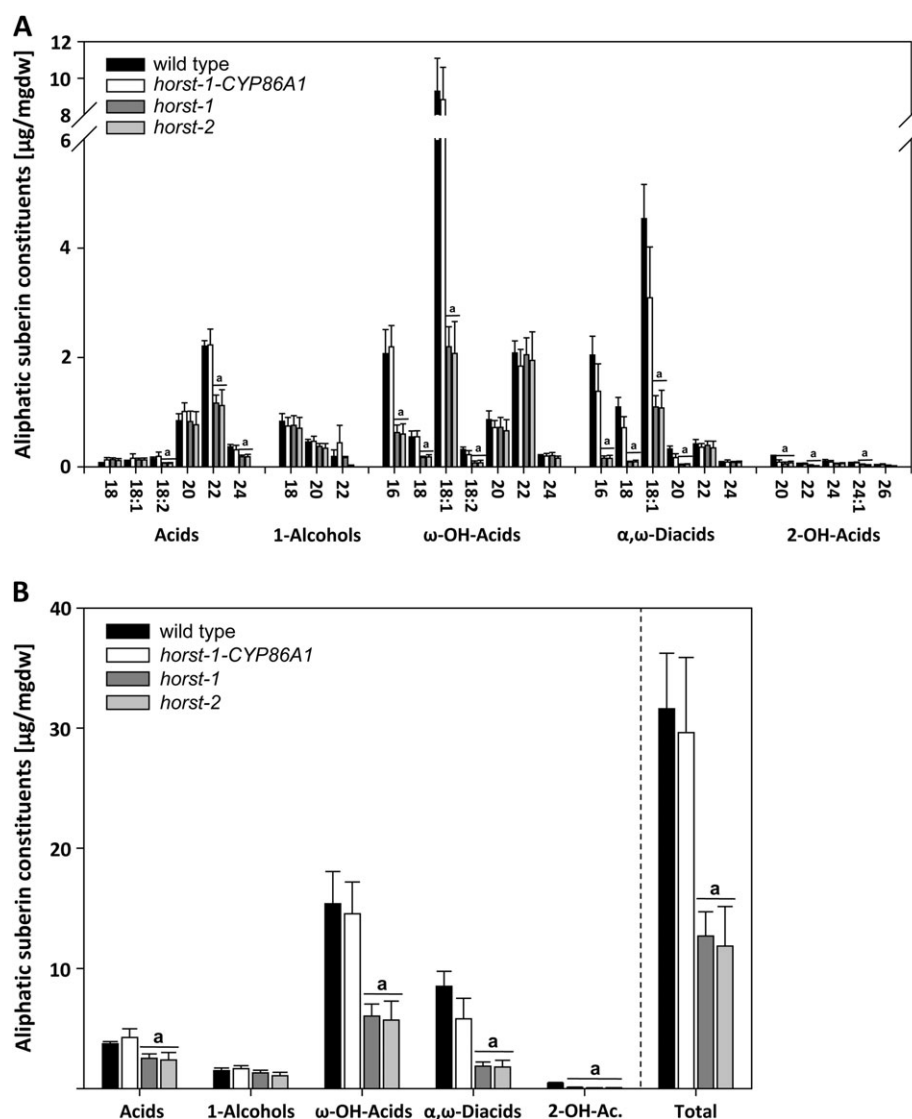 A
Aliphatic suberin constituents [µg/mgdw]
12
10
8
6
4
2
0
wild type
horst-1-CYP86A1
horst-1
horst-2
a
a
a
a
a
a
a
a
a
a
a
a
a
a
18 18:1 18:2 20 22 24 18 20 22 16 18 18:1 18:2 20 22 24 16 18 18:1 20 22 24 20 22 24 24:1 26
Acids 1-Alcohols ω-OH-Acids α,ω-Diacids 2-OH-Acids
B
Aliphatic suberin constituents [µg/mgdw]
40
30
20
10
wild type
horst-1-CYP86A1
horst-1
horst-2
a
a
a
a
a
Acids 1-Alcohols ω-OH-Acids α,ω-Diacids 2-OH-Ac. Total